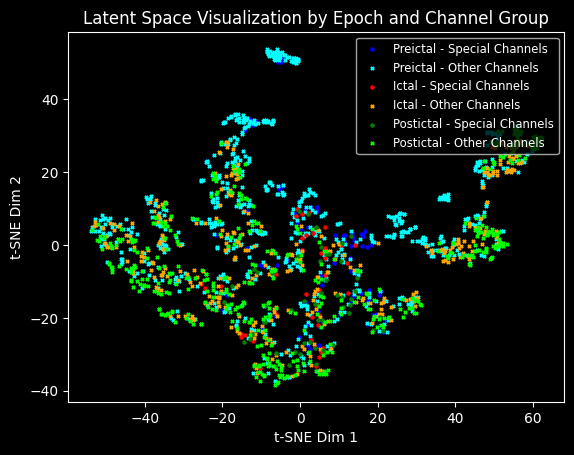 Latent Space Visualization by Epoch and Channel Group
Preictal - Special Channels
Preictal - Other Channels
Ictal - Special Channels
Ictal - Other Channels
Postictal - Special Channels
Postictal - Other Channels
t-SNE Dim 2
40
20
0
−20
−40
−40
−20
0
20
40
60
t-SNE Dim 1